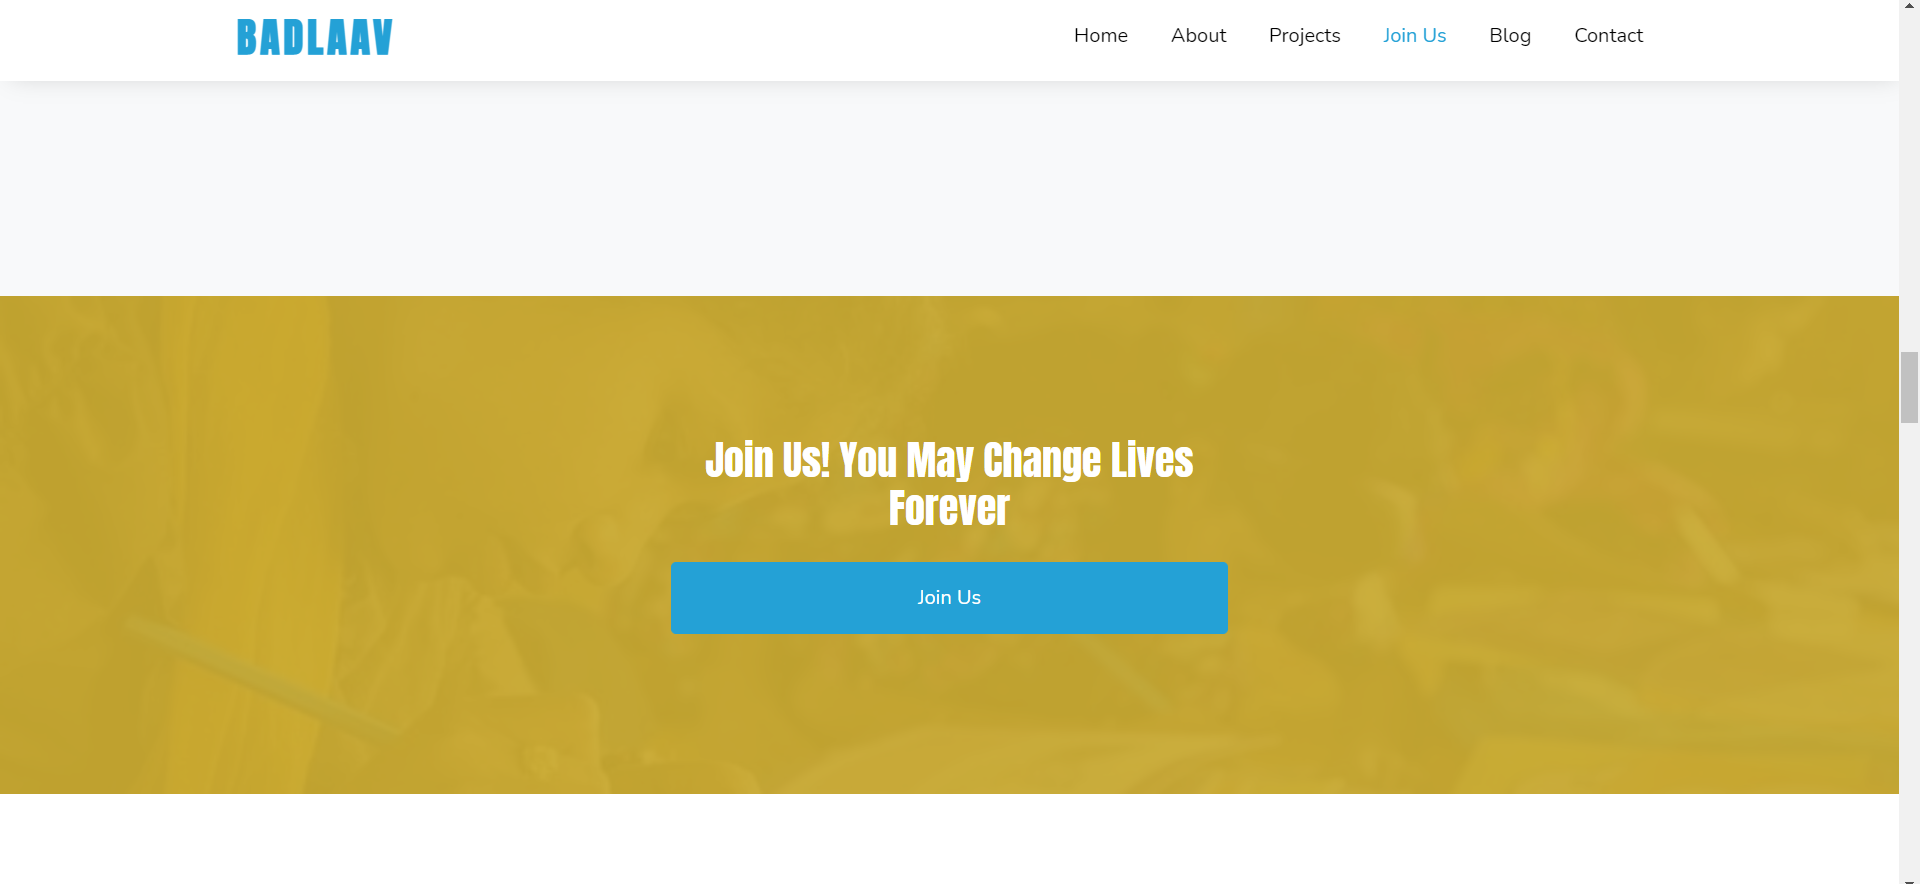 BADLAAV
Home About Projects Join Us Blog Contact
Join Us! You May Change Lives
Forever
Join Us